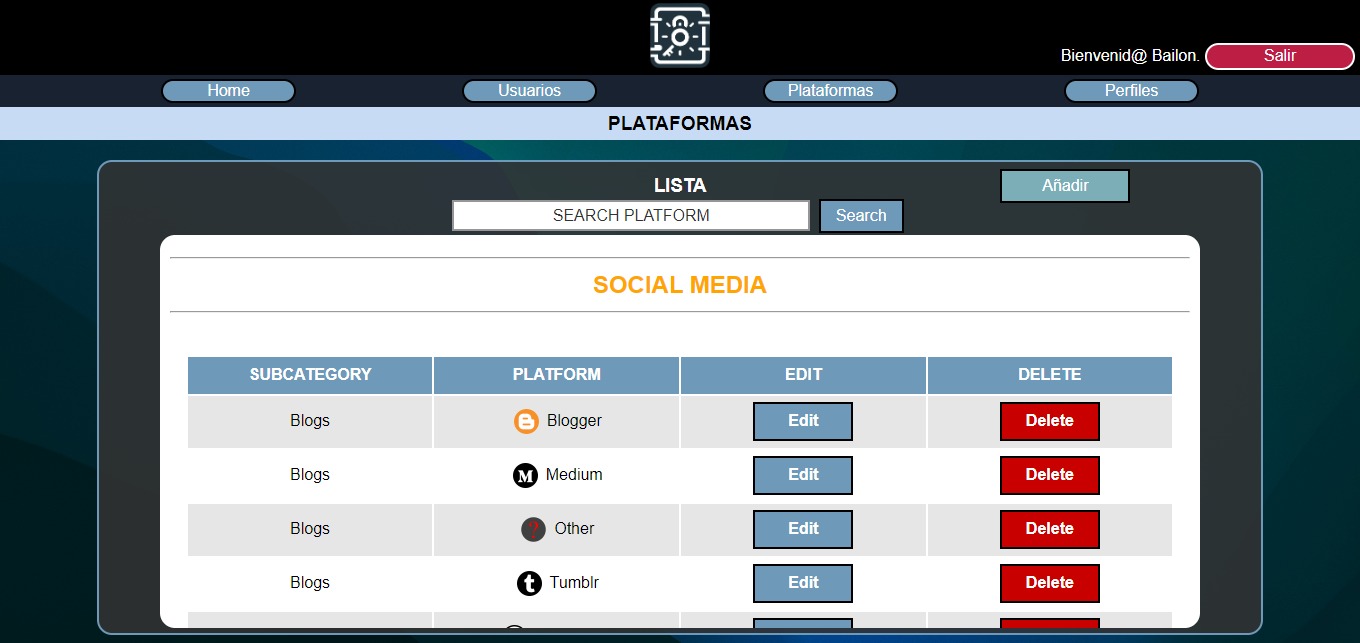 Bienvenid@ Bailon. Salir
Home Usuarios Plataformas Perfiles
PLATAFORMAS
LISTA Añadir
SEARCH PLATFORM Search
SOCIAL MEDIA
SUBCATEGORY PLATFORM EDIT DELETE
Blogs Blogger Edit Delete
Blogs Medium Edit Delete
Blogs Other Edit Delete
Blogs Tumblr Edit Delete